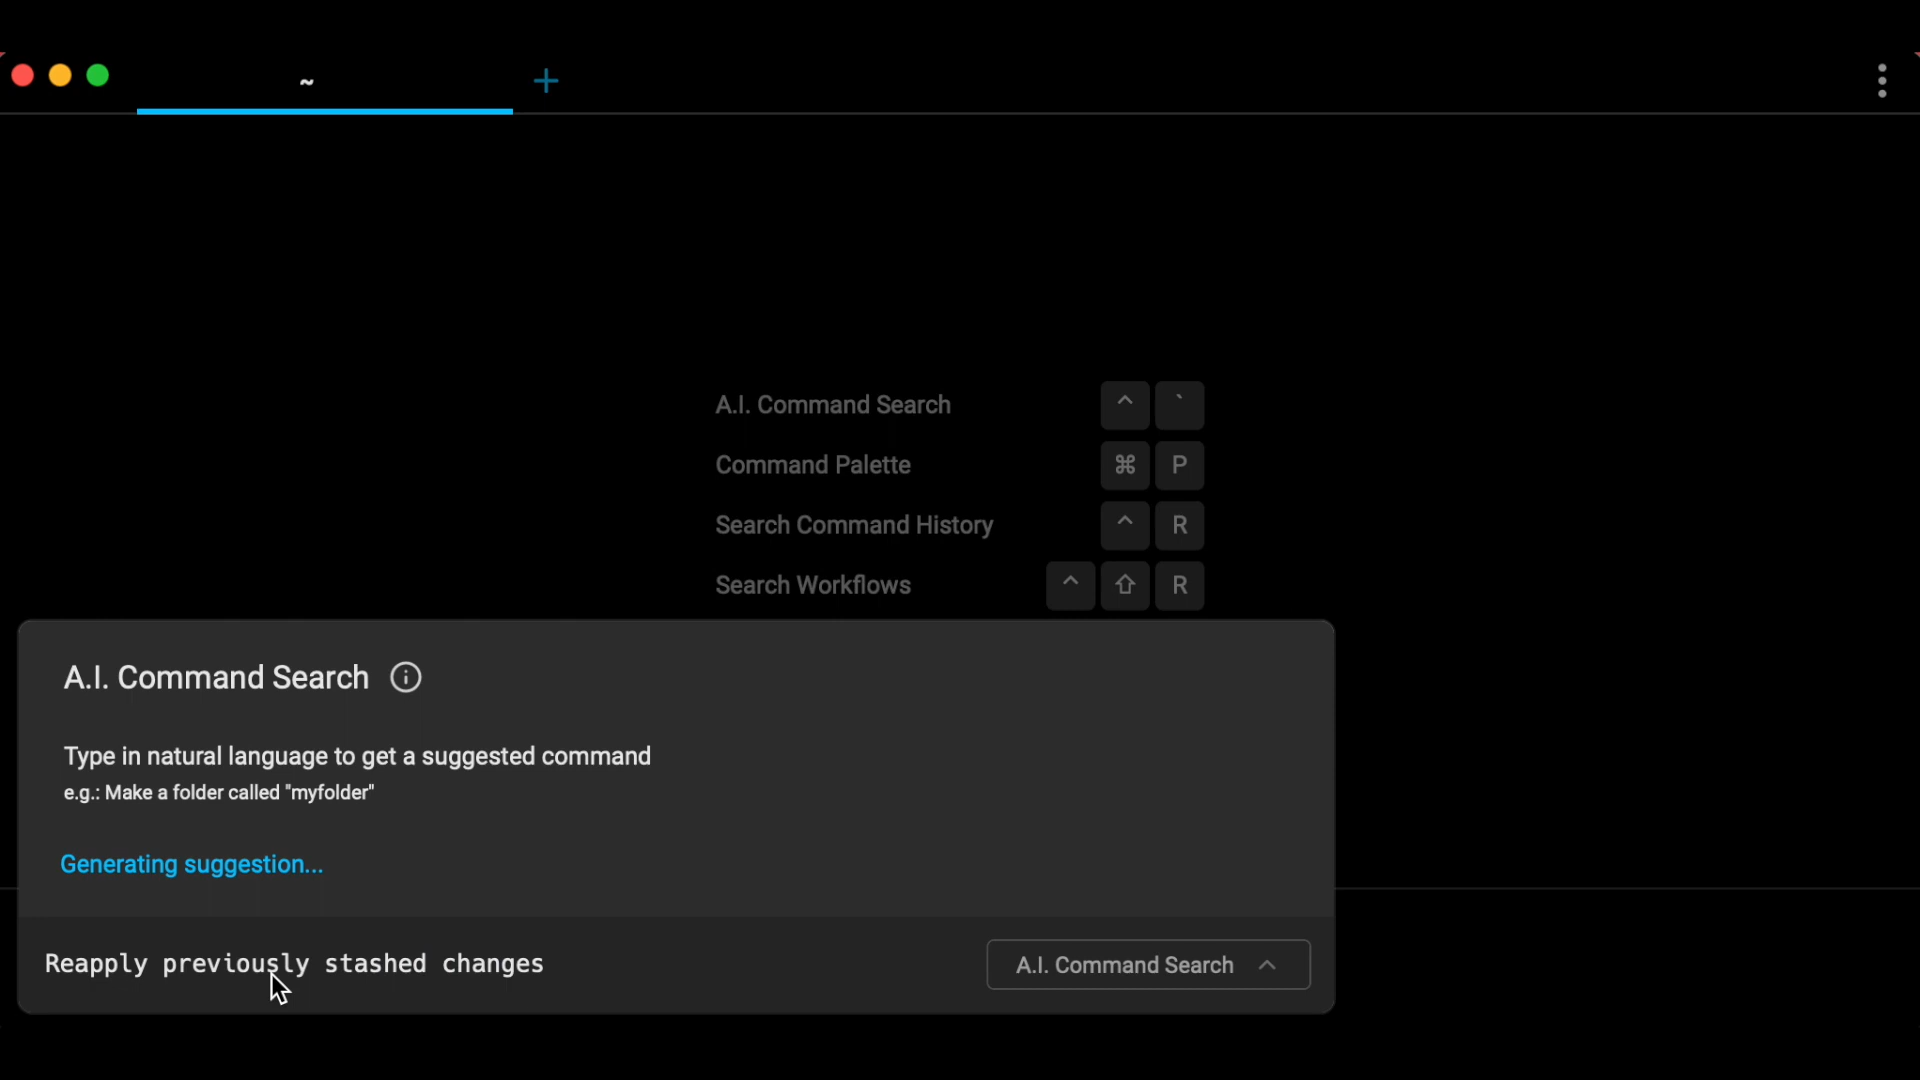 ~ +
A.I. Command Search ^ `
Command Palette ⌘ P
Search Command History ^ R
Search Workflows ^ ⇧ R
A.I. Command Search
Type in natural language to get a suggested command
e.g.: Make a folder called "myfolder"
Generating suggestion...
Reapply previously stashed changes A.I. Command Search